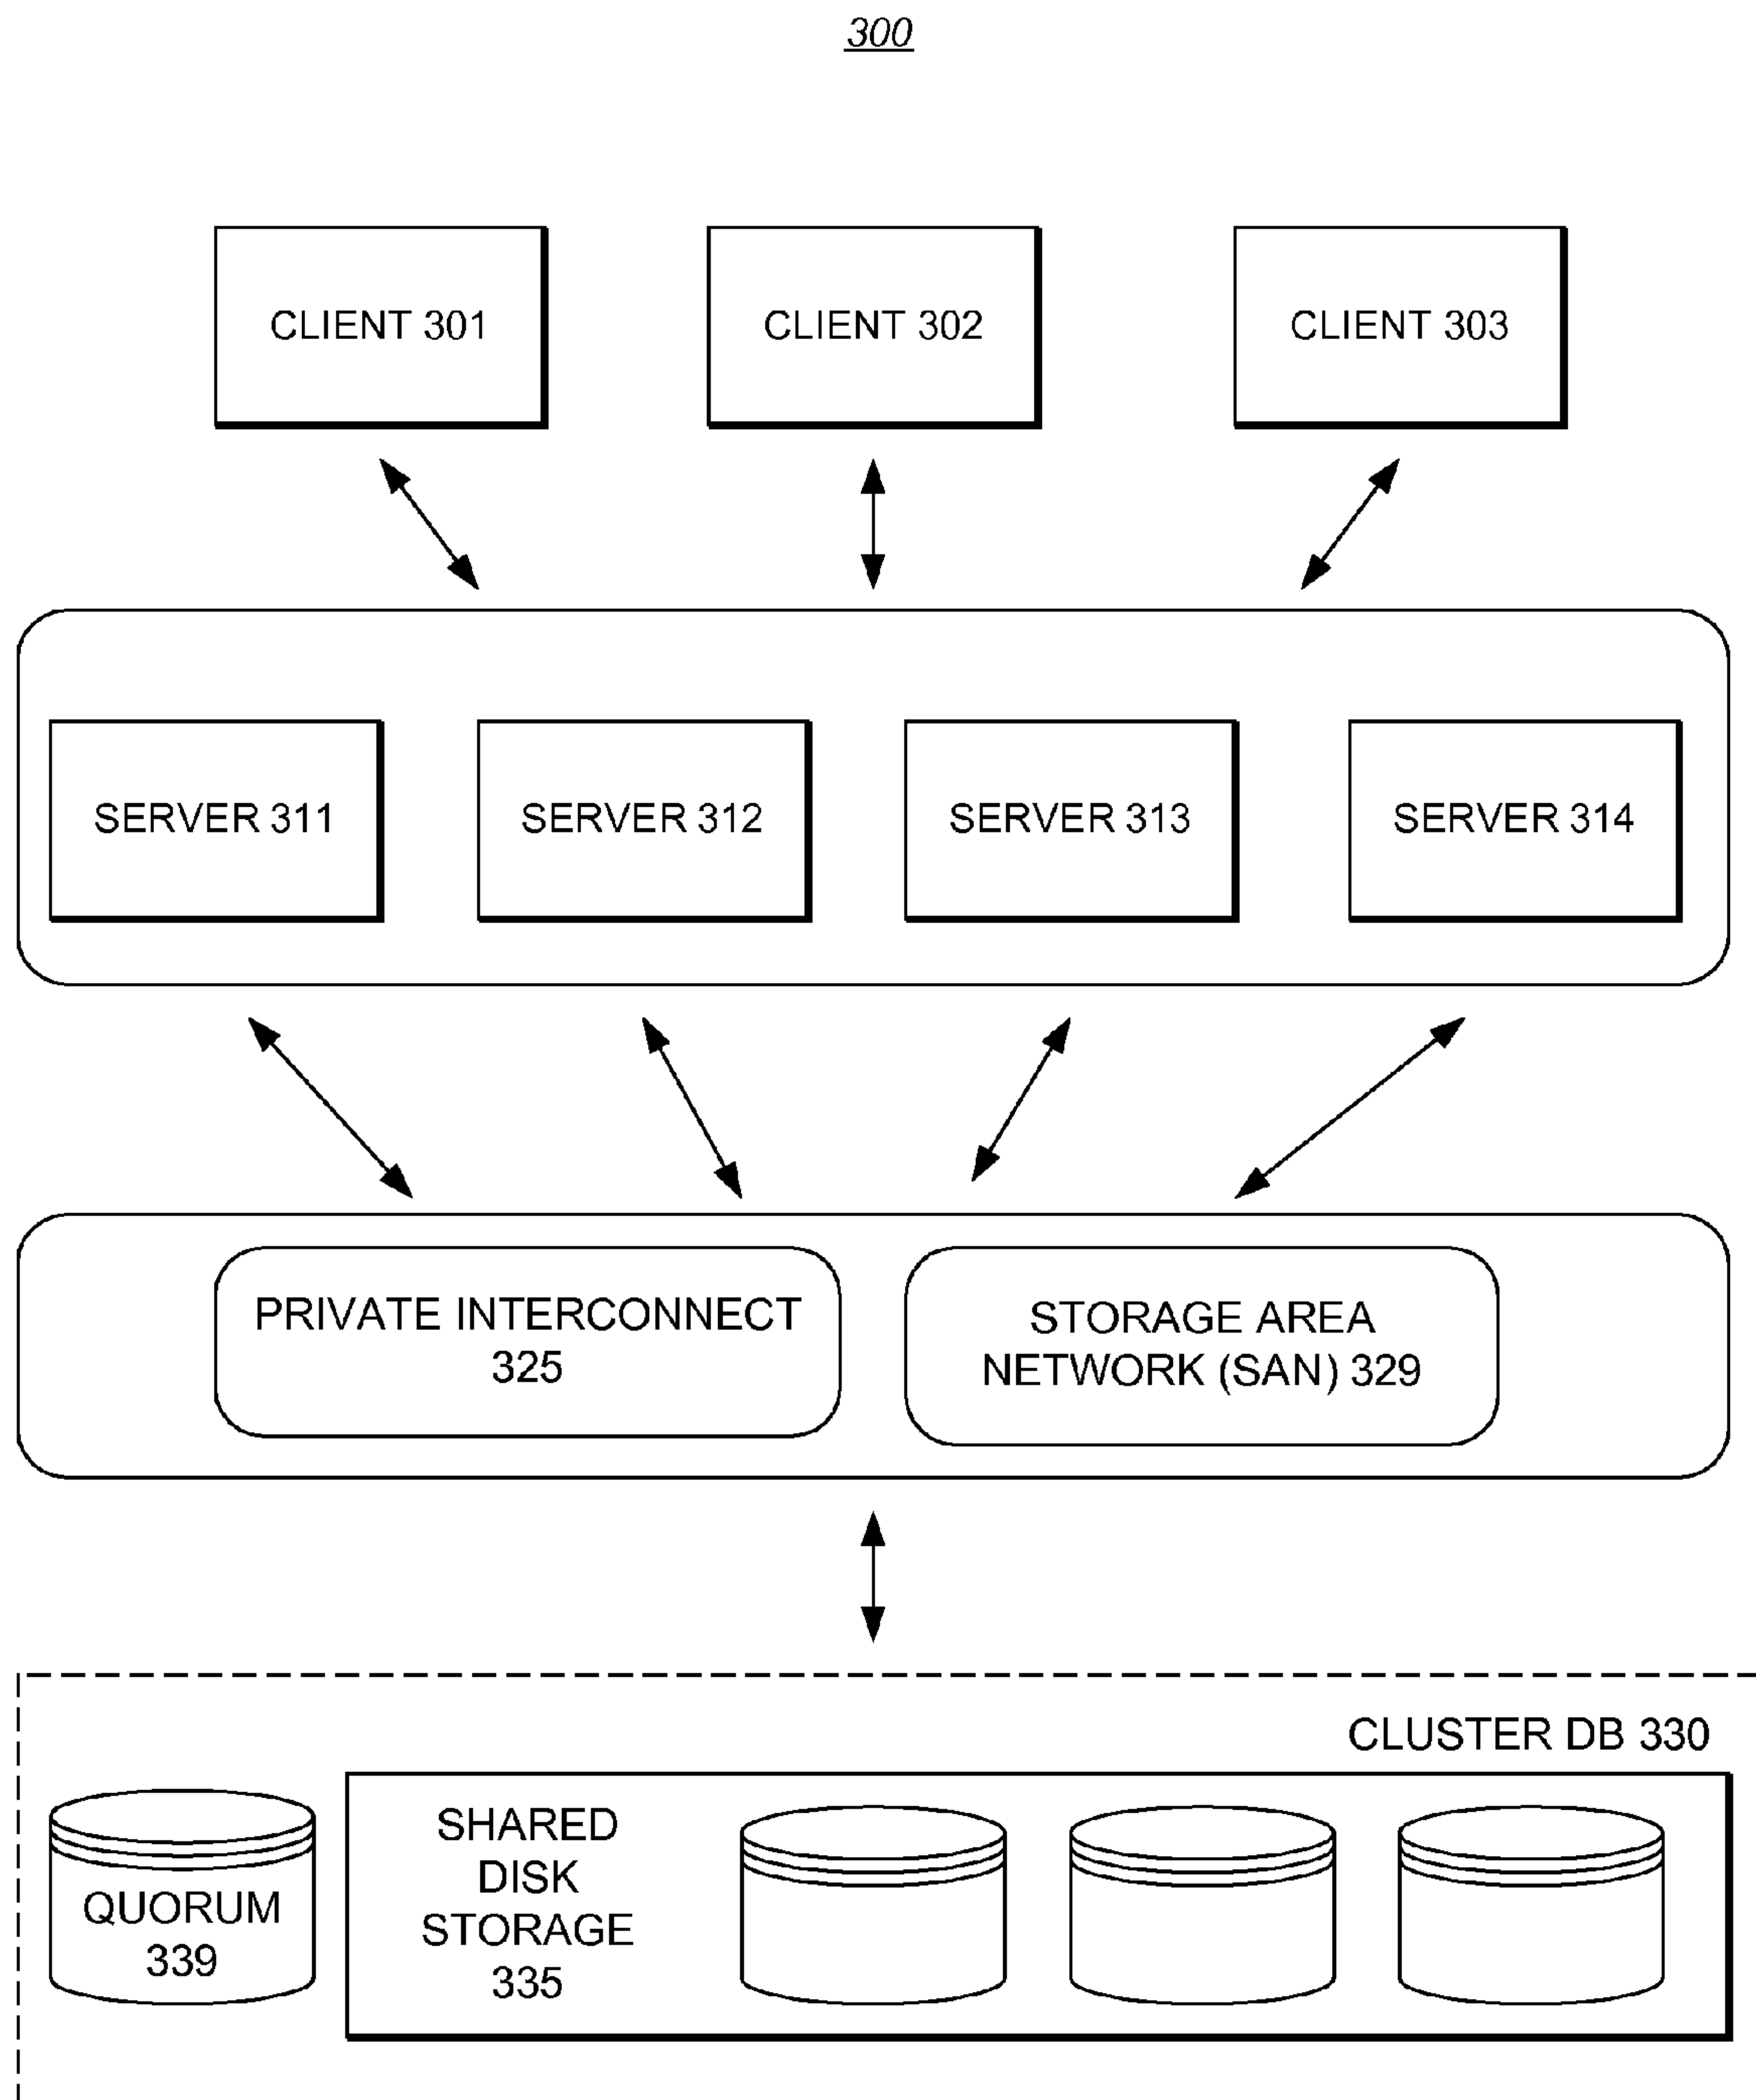 300
CLIENT 301
CLIENT 302
CLIENT 303
SERVER 311
SERVER 312
SERVER 313
SERVER 314
PRIVATE INTERCONNECT
325
STORAGE AREA
NETWORK (SAN) 329
CLUSTER DB 330
QUORUM
339
SHARED
DISK
STORAGE
335